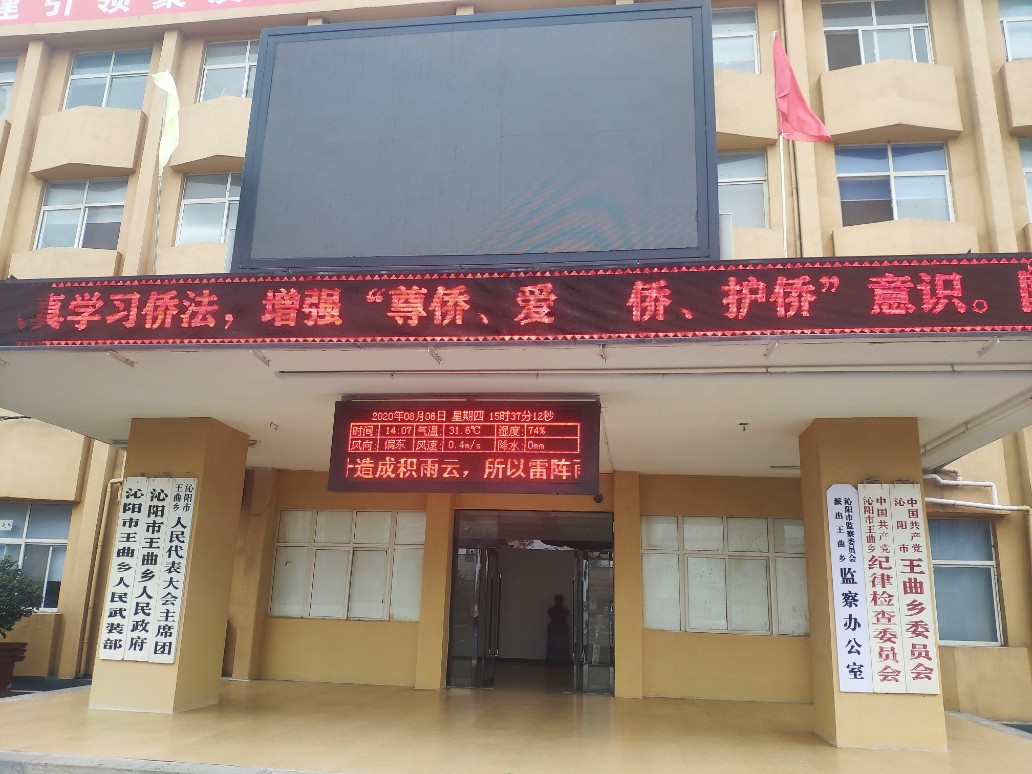 引领聚
真学习侨法，增强“尊侨、爱 侨、护侨”意识。
2020年08月06日 星期四 15时37分12秒
时间: 14:07 气温: 31.6℃ 湿度: 74%
风向: 偏东 风速: 0.4m/s 降水: 0mm
造成积雨云，所以雷阵
沁阳市王曲乡人民武装部
沁阳市王曲乡人民政府
沁阳市王曲乡人民代表大会主席团
沁阳市监察委员会派出王曲乡监察办公室
中国共产党沁阳市王曲乡纪律检查委员会
中国共产党沁阳市王曲乡委员会